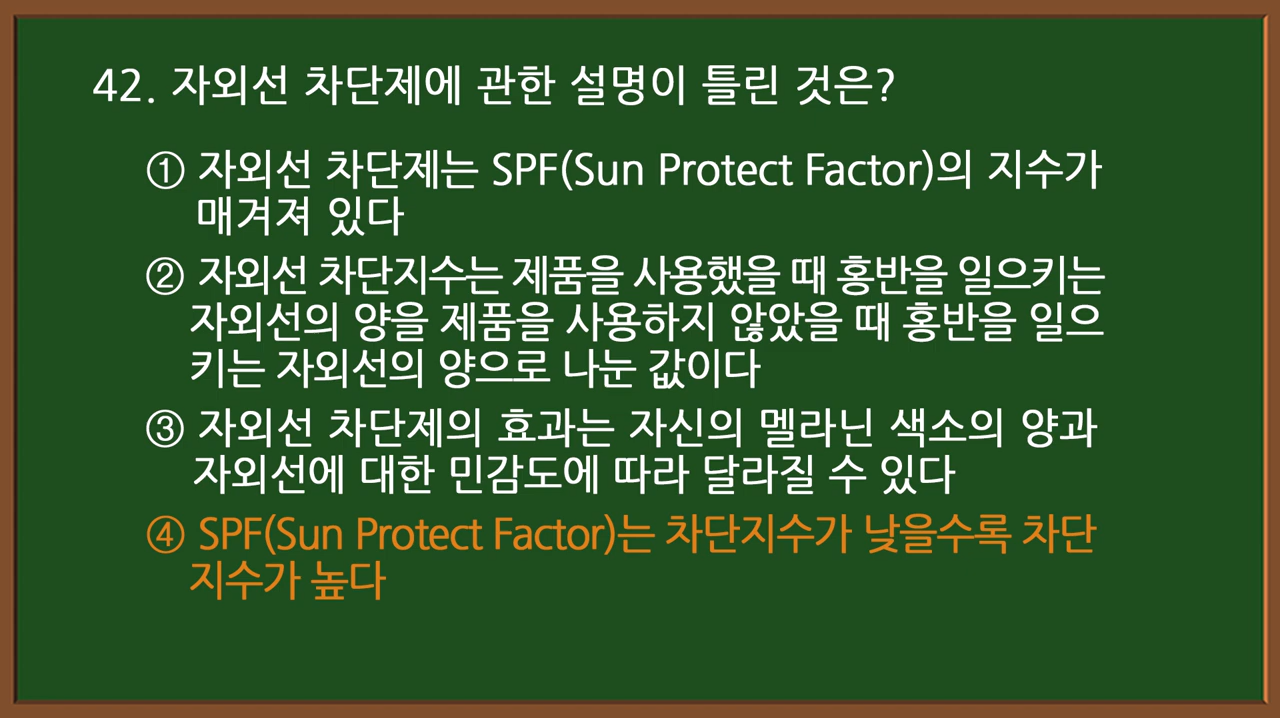 42. 자외선 차단제에 관한 설명이 틀린 것은?
① 자외선 차단제는 SPF(Sun Protect Factor)의 지수가
매겨져 있다
② 자외선 차단지수는 제품을 사용했을 때 홍반을 일으키는
자외선의 양을 제품을 사용하지 않았을 때 홍반을 일으
키는 자외선의 양으로 나눈 값이다
③ 자외선 차단제의 효과는 자신의 멜라닌 색소의 양과
자외선에 대한 민감도에 따라 달라질 수 있다
④ SPF(Sun Protect Factor)는 차단지수가 낮을수록 차단
지수가 높다